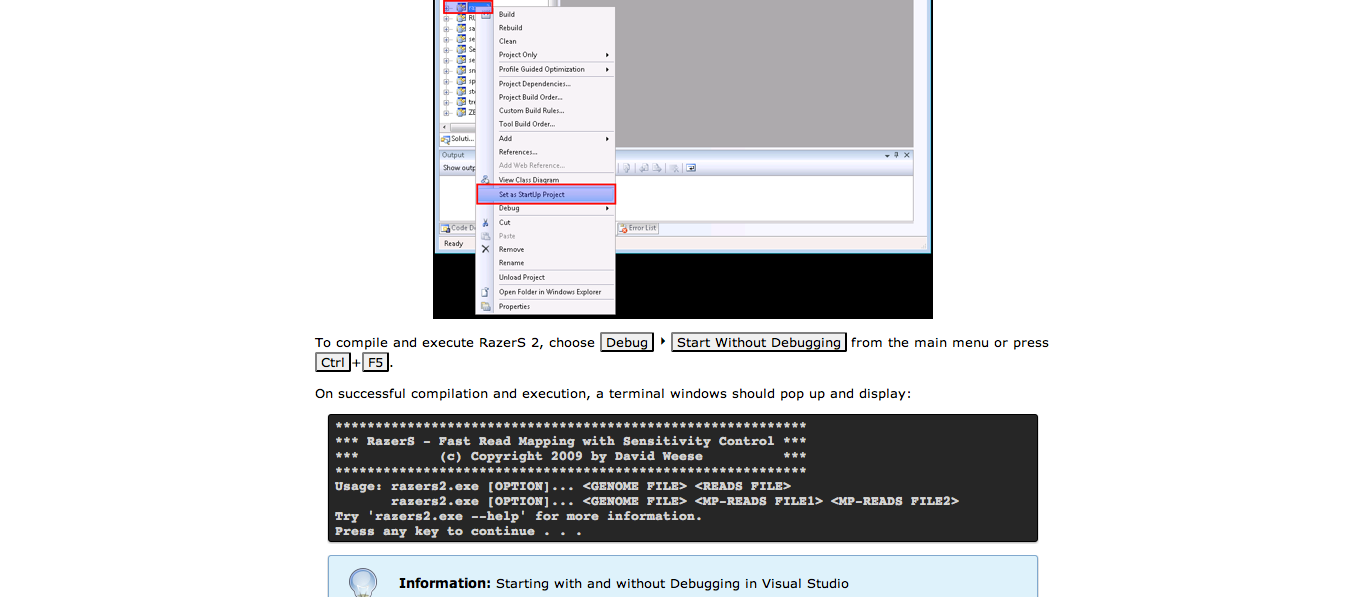 Build
Rebuild
Clean
Project Only
Profile Guided Optimization
Project Dependencies...
Project Build Order...
Custom Build Rules...
Tool Build Order...
Soluti...
Add
Output
References...
Show outp
Add Web Reference...
View Class Diagram
Set as StartUp Project
Debug
Cut
Code D
Error List
Paste
Ready
Remove
Rename
Unload Project
Open Folder in Windows Explorer
Properties
To compile and execute RazerS 2, choose Debug ‣ Start Without Debugging from the main menu or press
Ctrl+F5.
On successful compilation and execution, a terminal windows should pop up and display:
***********************************************************
*** RazerS - Fast Read Mapping with Sensitivity Control ***
*** (c) Copyright 2009 by David Weese ***
***********************************************************
Usage: razers2.exe [OPTION]... <GENOME FILE> <READS FILE>
razers2.exe [OPTION]... <GENOME FILE> <MP-READS FILE1> <MP-READS FILE2>
Try 'razers2.exe --help' for more information.
Press any key to continue . . .
Information: Starting with and without Debugging in Visual Studio